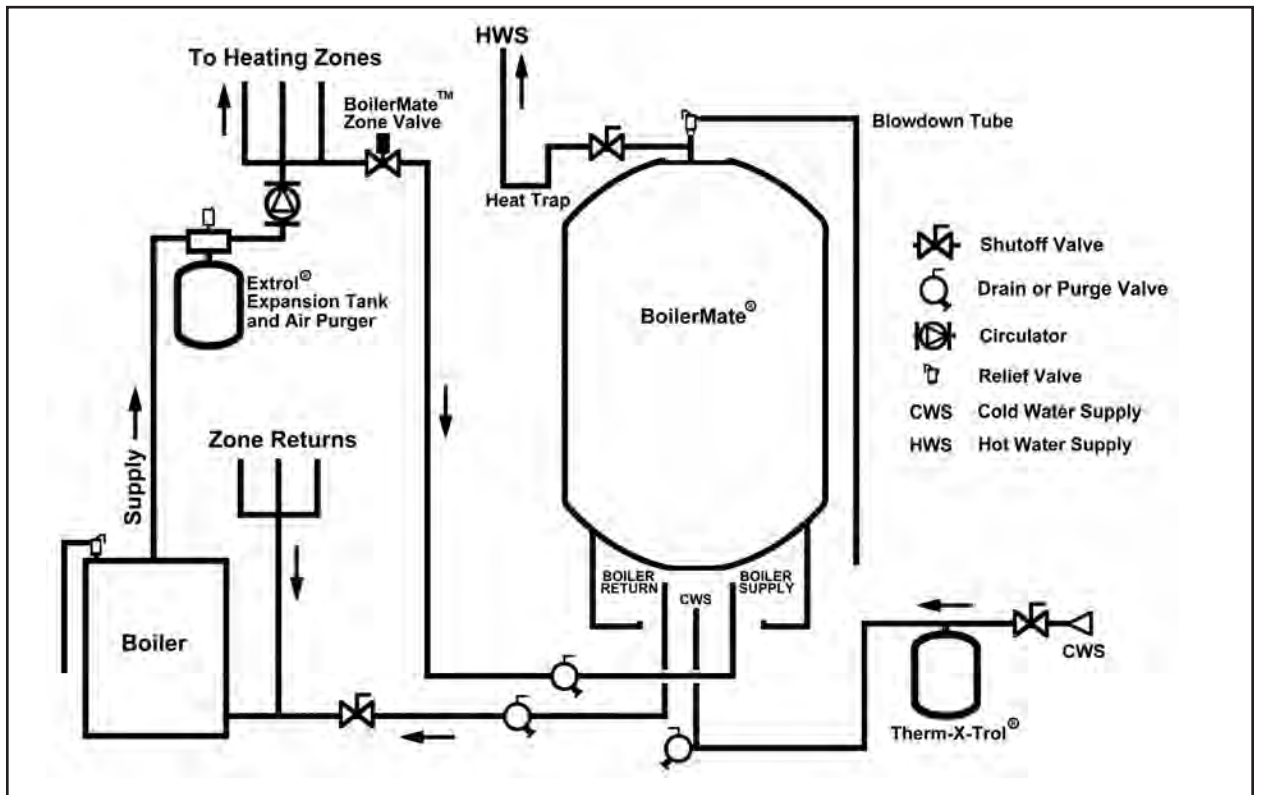 HWS
To Heating Zones
BoilerMate™
Zone Valve
Blowdown Tube
Heat Trap
Extrol®
Expansion Tank
and Air Purger
BoilerMate®
Shutoff Valve
Drain or Purge Valve
Circulator
Relief Valve
CWS Cold Water Supply
HWS Hot Water Supply
Supply
Zone Returns
BOILER
RETURN
CWS
BOILER
SUPPLY
Boiler
CWS
Therm-X-Trol®